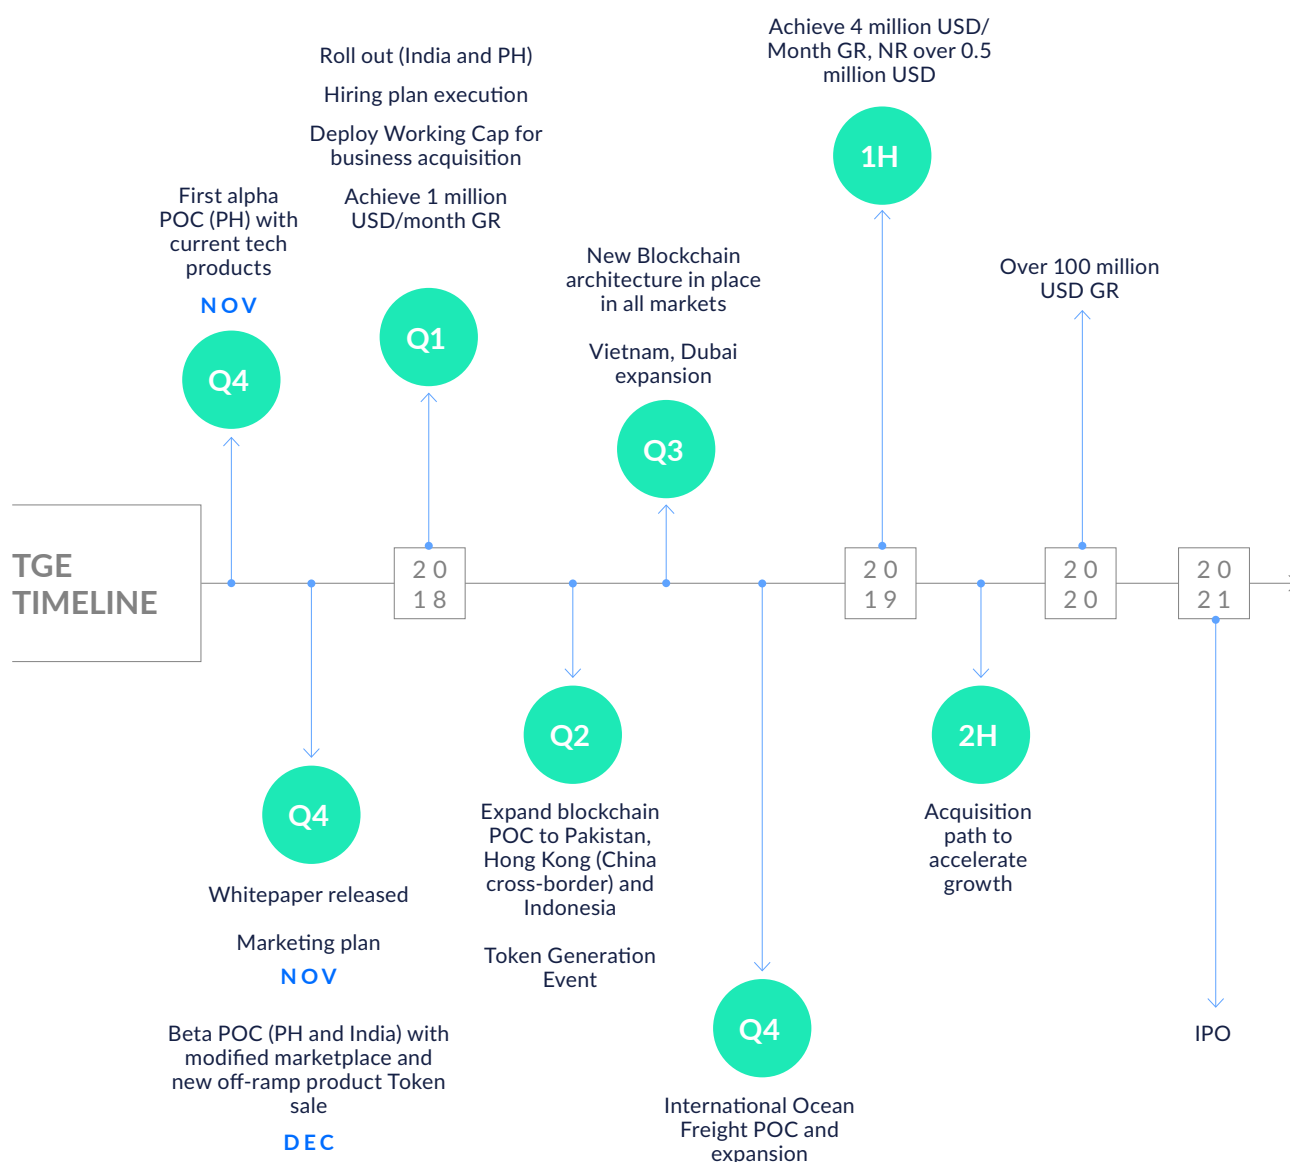 TGE
TIMELINE
First alpha
POC (PH) with
current tech
products
NOV
Q4
Q4
Whitepaper released
Marketing plan
NOV
Beta POC (PH and India) with
modified marketplace and
new off-ramp product Token
sale
DEC
Roll out (India and PH)
Hiring plan execution
Deploy Working Cap for
business acquisition
Achieve 1 million
USD/month GR
Q1
20
18
Q2
Expand blockchain
POC to Pakistan,
Hong Kong (China
cross-border) and
Indonesia
Token Generation
Event
New Blockchain
architecture in place
in all markets
Vietnam, Dubai
expansion
Q3
Q4
International Ocean
Freight POC and
expansion
Achieve 4 million USD/
Month GR, NR over 0.5
million USD
1H
20
19
2H
Acquisition
path to
accelerate
growth
Over 100 million
USD GR
20
20
20
21
IPO